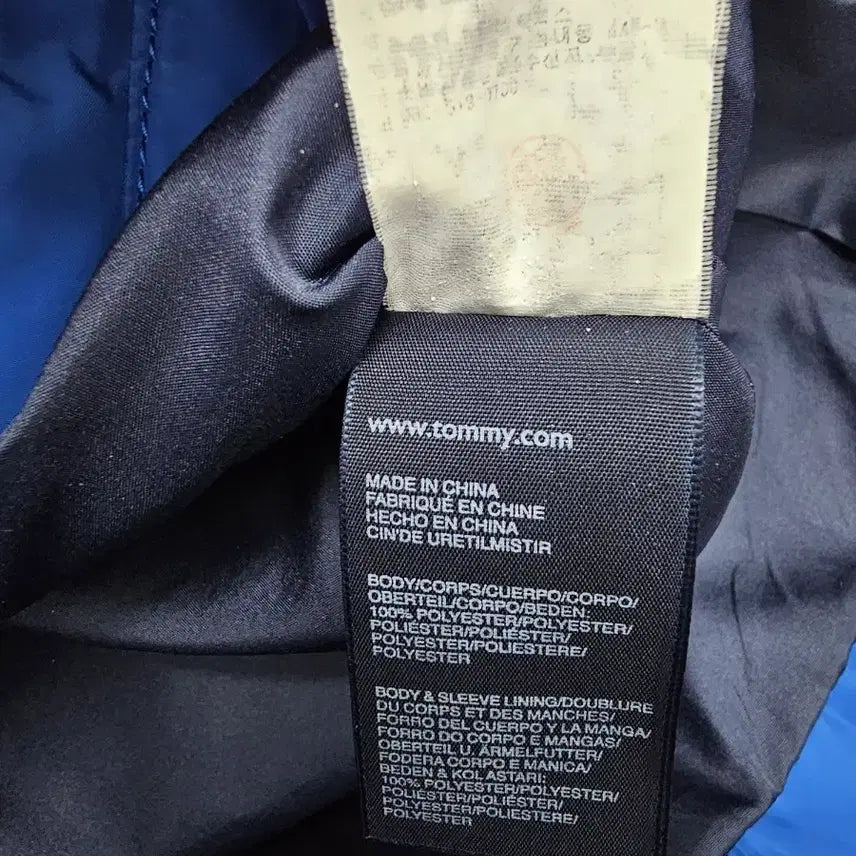 www.tommy.com
MADE IN CHINA
FABRIQUÉ EN CHINE
HECHO EN CHINA
CIN'DE URETILMISTIR
BODY/CORPS/CUERPO/CORPO/
OBERTEIL/CORPO/BEDEN:
100% POLYESTER/POLYESTER/
POLIÉSTER/POLIÉSTER/
POLYESTER/POLIESTERE/
POLYESTER
BODY & SLEEVE LINING/DOUBLURE
DU CORPS ET DES MANCHES/
FORRO DEL CUERPO Y LA MANGA/
FORRO DO CORPO E MANGAS/
OBERTEIL U. ÄRMELFUTTER/
FODERA CORPO E MANICA/
BEDEN & KOL ASTARI:
100% POLYESTER/POLYESTER/
POLIÉSTER/POLIÉSTER/
POLYESTER/POLIESTERE/
POLYESTER